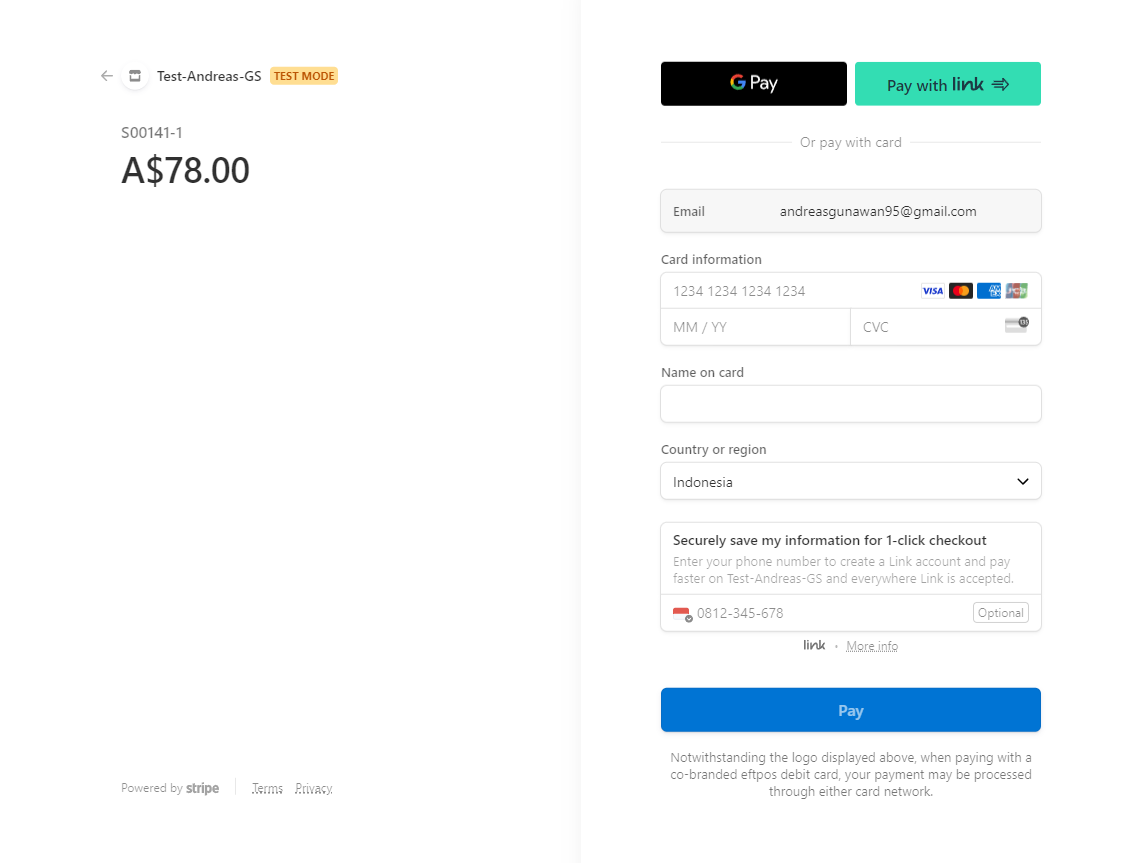 Test-Andreas-GS TEST MODE
S00141-1
A$78.00
Powered by stripe
Terms Privacy
G Pay
Pay with link
Or pay with card
Email andreasgunawan95@gmail.com
Card information
1234 1234 1234 1234 VISA
MM / YY CVC 135
Name on card
Country or region
Indonesia
Securely save my information for 1-click checkout
Enter your phone number to create a Link account and pay
faster on Test-Andreas-GS and everywhere Link is accepted.
0812-345-678 Optional
link • More info
Pay
Notwithstanding the logo displayed above, when paying with a
co-branded eftpos debit card, your payment may be processed
through either card network.